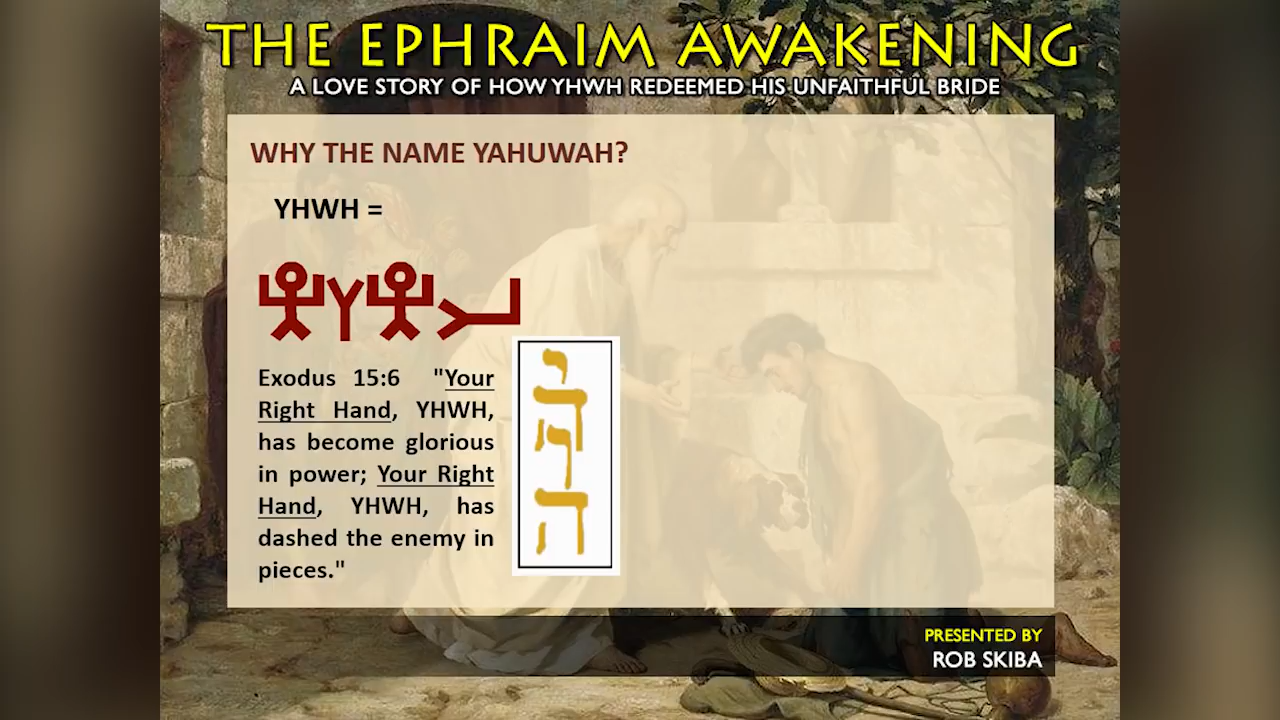 THE EPHRAIM AWAKENING
A LOVE STORY OF HOW YHWH REDEEMED HIS UNFAITHFUL BRIDE
WHY THE NAME YAHUWAH?
YHWH =
Exodus 15:6 "Your
Right Hand, YHWH,
has become glorious
in power; Your Right
Hand, YHWH, has
dashed the enemy in
pieces."
י
ה
ו
ה
PRESENTED BY
ROB SKIBA